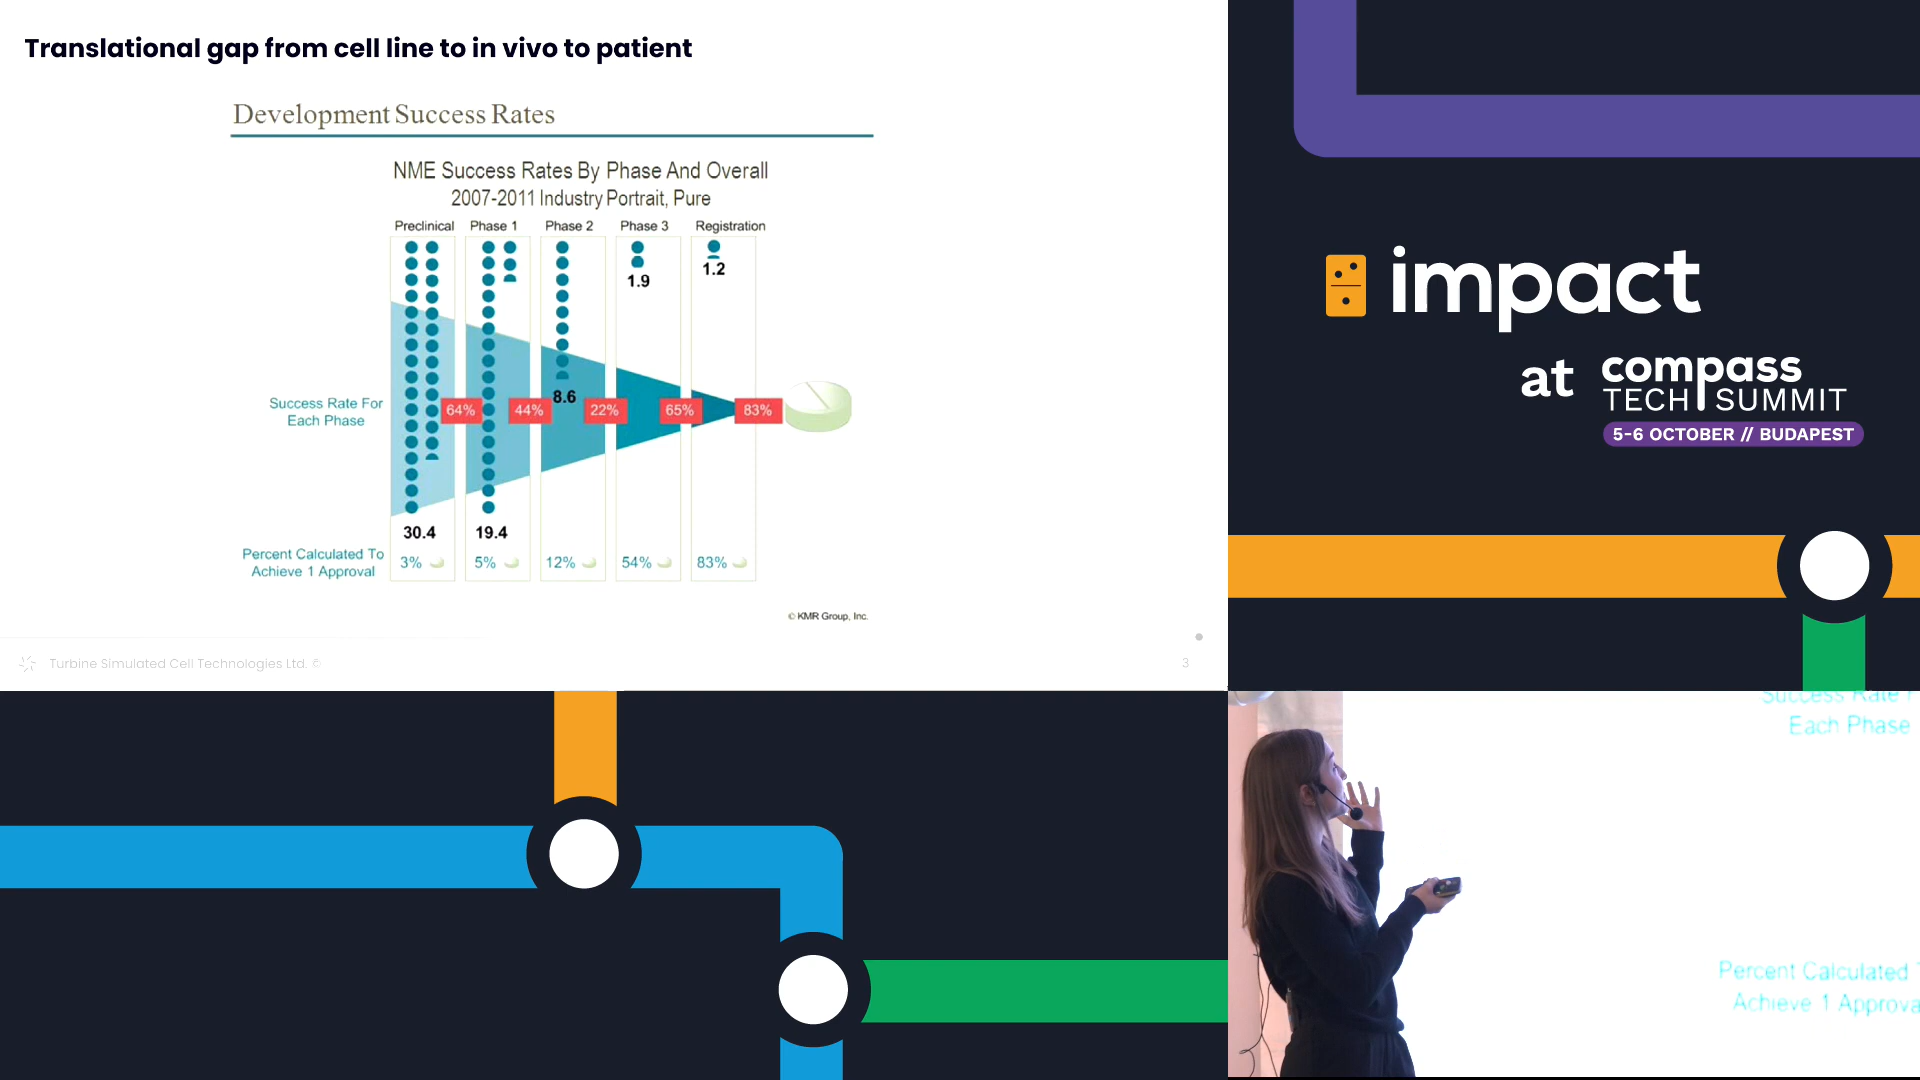 Translational gap from cell line to in vivo to patient
Development Success Rates
NME Success Rates By Phase And Overall
2007-2011 Industry Portrait, Pure
Preclinical Phase 1 Phase 2 Phase 3 Registration
1.9 1.2
8.6
Success Rate For
Each Phase
64% 44% 22% 65% 83%
30.4 19.4
Percent Calculated To
Achieve 1 Approval
3% 5% 12% 54% 83%
© KMR Group, Inc.
Turbine Simulated Cell Technologies Ltd. ©
3
impact
at compass
TECH SUMMIT
5-6 OCTOBER // BUDAPEST
Success Rate F
Each Phase
Percent Calculated T
Achieve 1 Approva